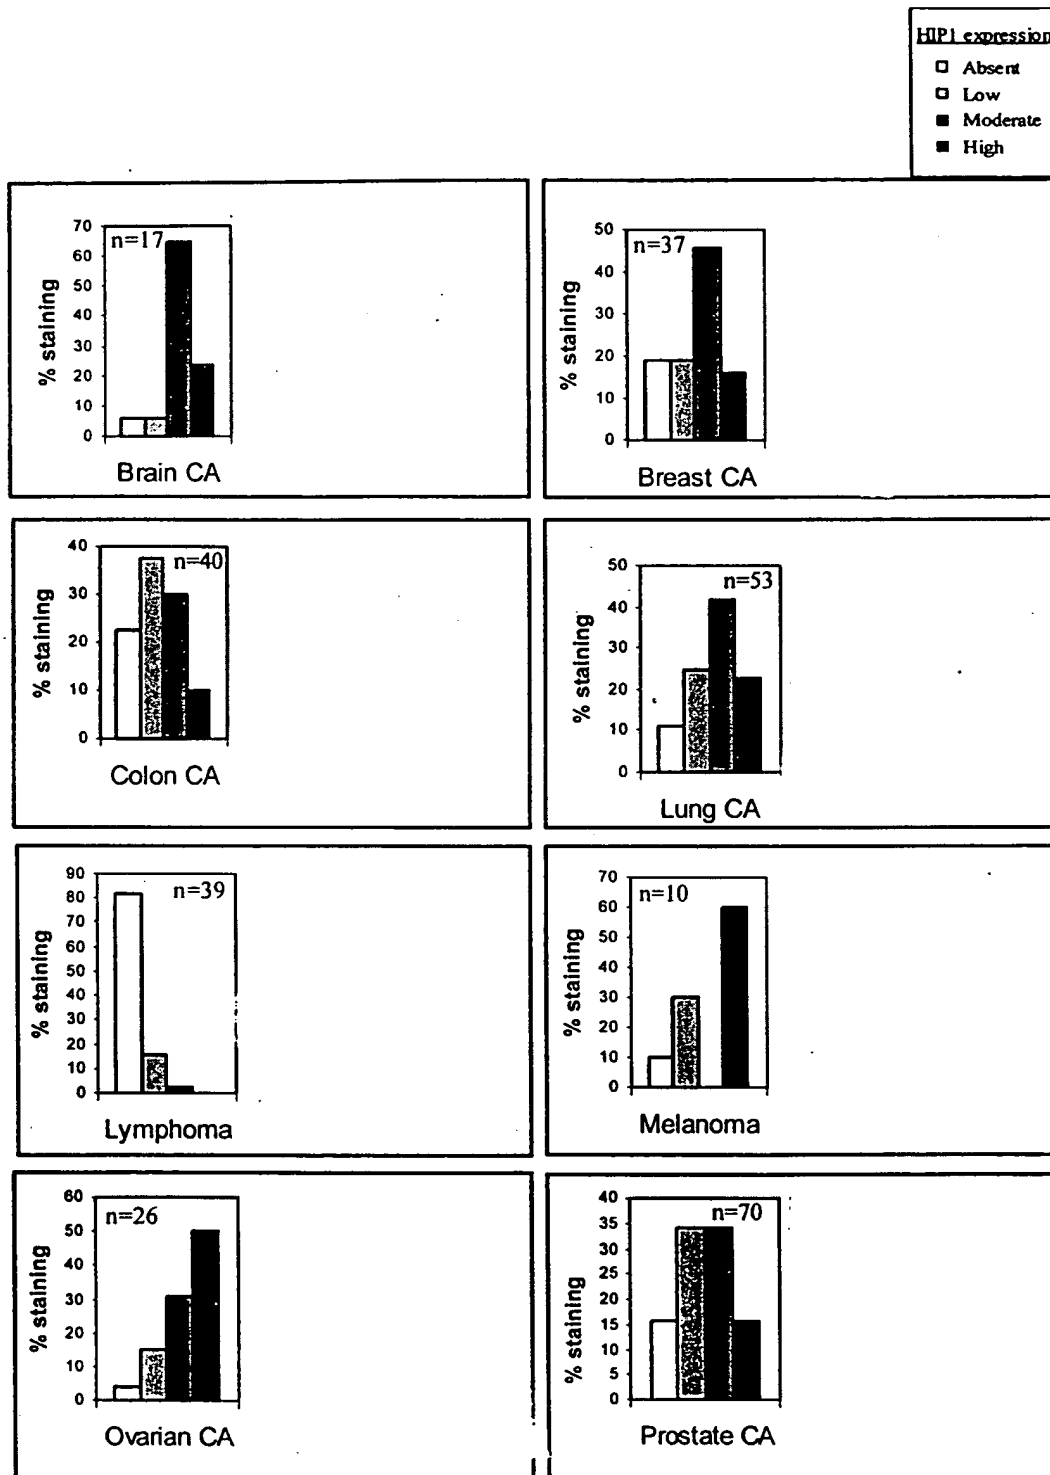 HIP1 expression
Absent
Low
Moderate
High
70
60
50
40
30
20
10
0
n=17
% staining
Brain CA
50
40
30
20
10
0
n=37
% staining
Breast CA
40
30
20
10
0
n=40
% staining
Colon CA
50
40
30
20
10
0
n=53
% staining
Lung CA
90
80
70
60
50
40
30
20
10
0
n=39
% staining
Lymphoma
70
60
50
40
30
20
10
0
n=10
% staining
Melanoma
60
50
40
30
20
10
0
n=26
% staining
Ovarian CA
40
35
30
25
20
15
10
5
0
n=70
% staining
Prostate CA